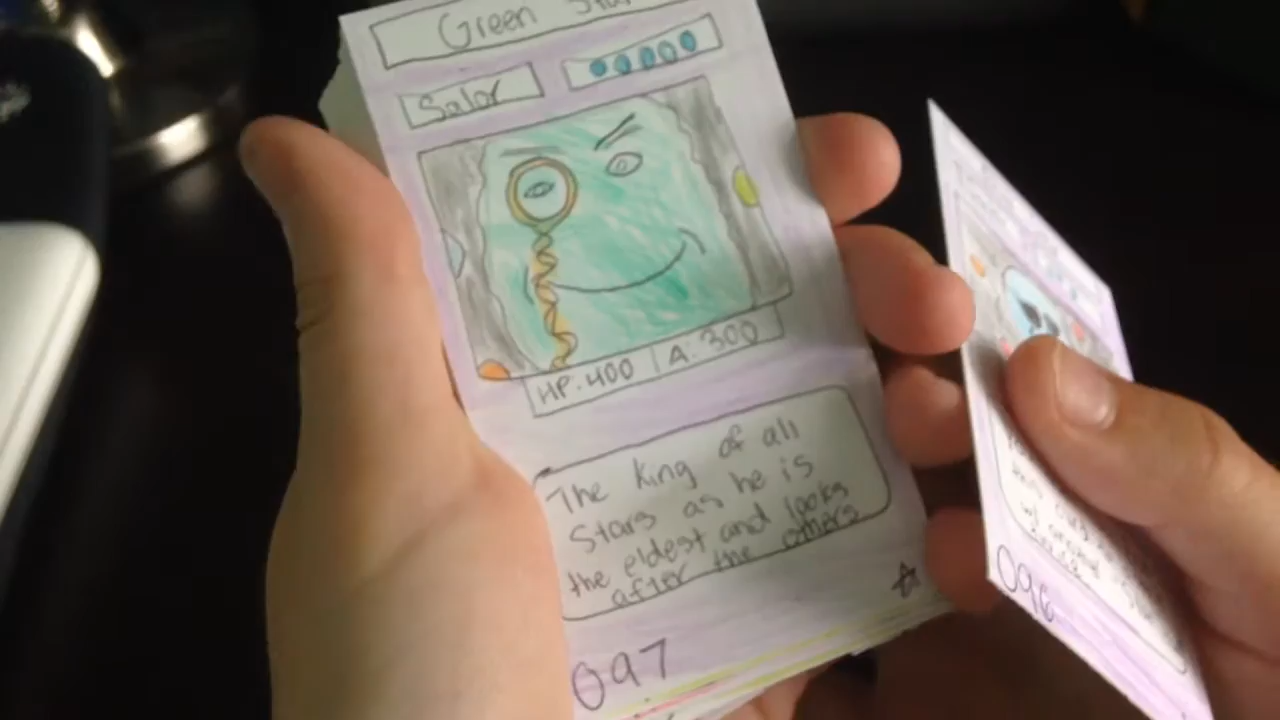 Green Star
Salor
HP.400 | A: 300
The king of all
Stars as he is
the eldest and looks
after the others
097
096